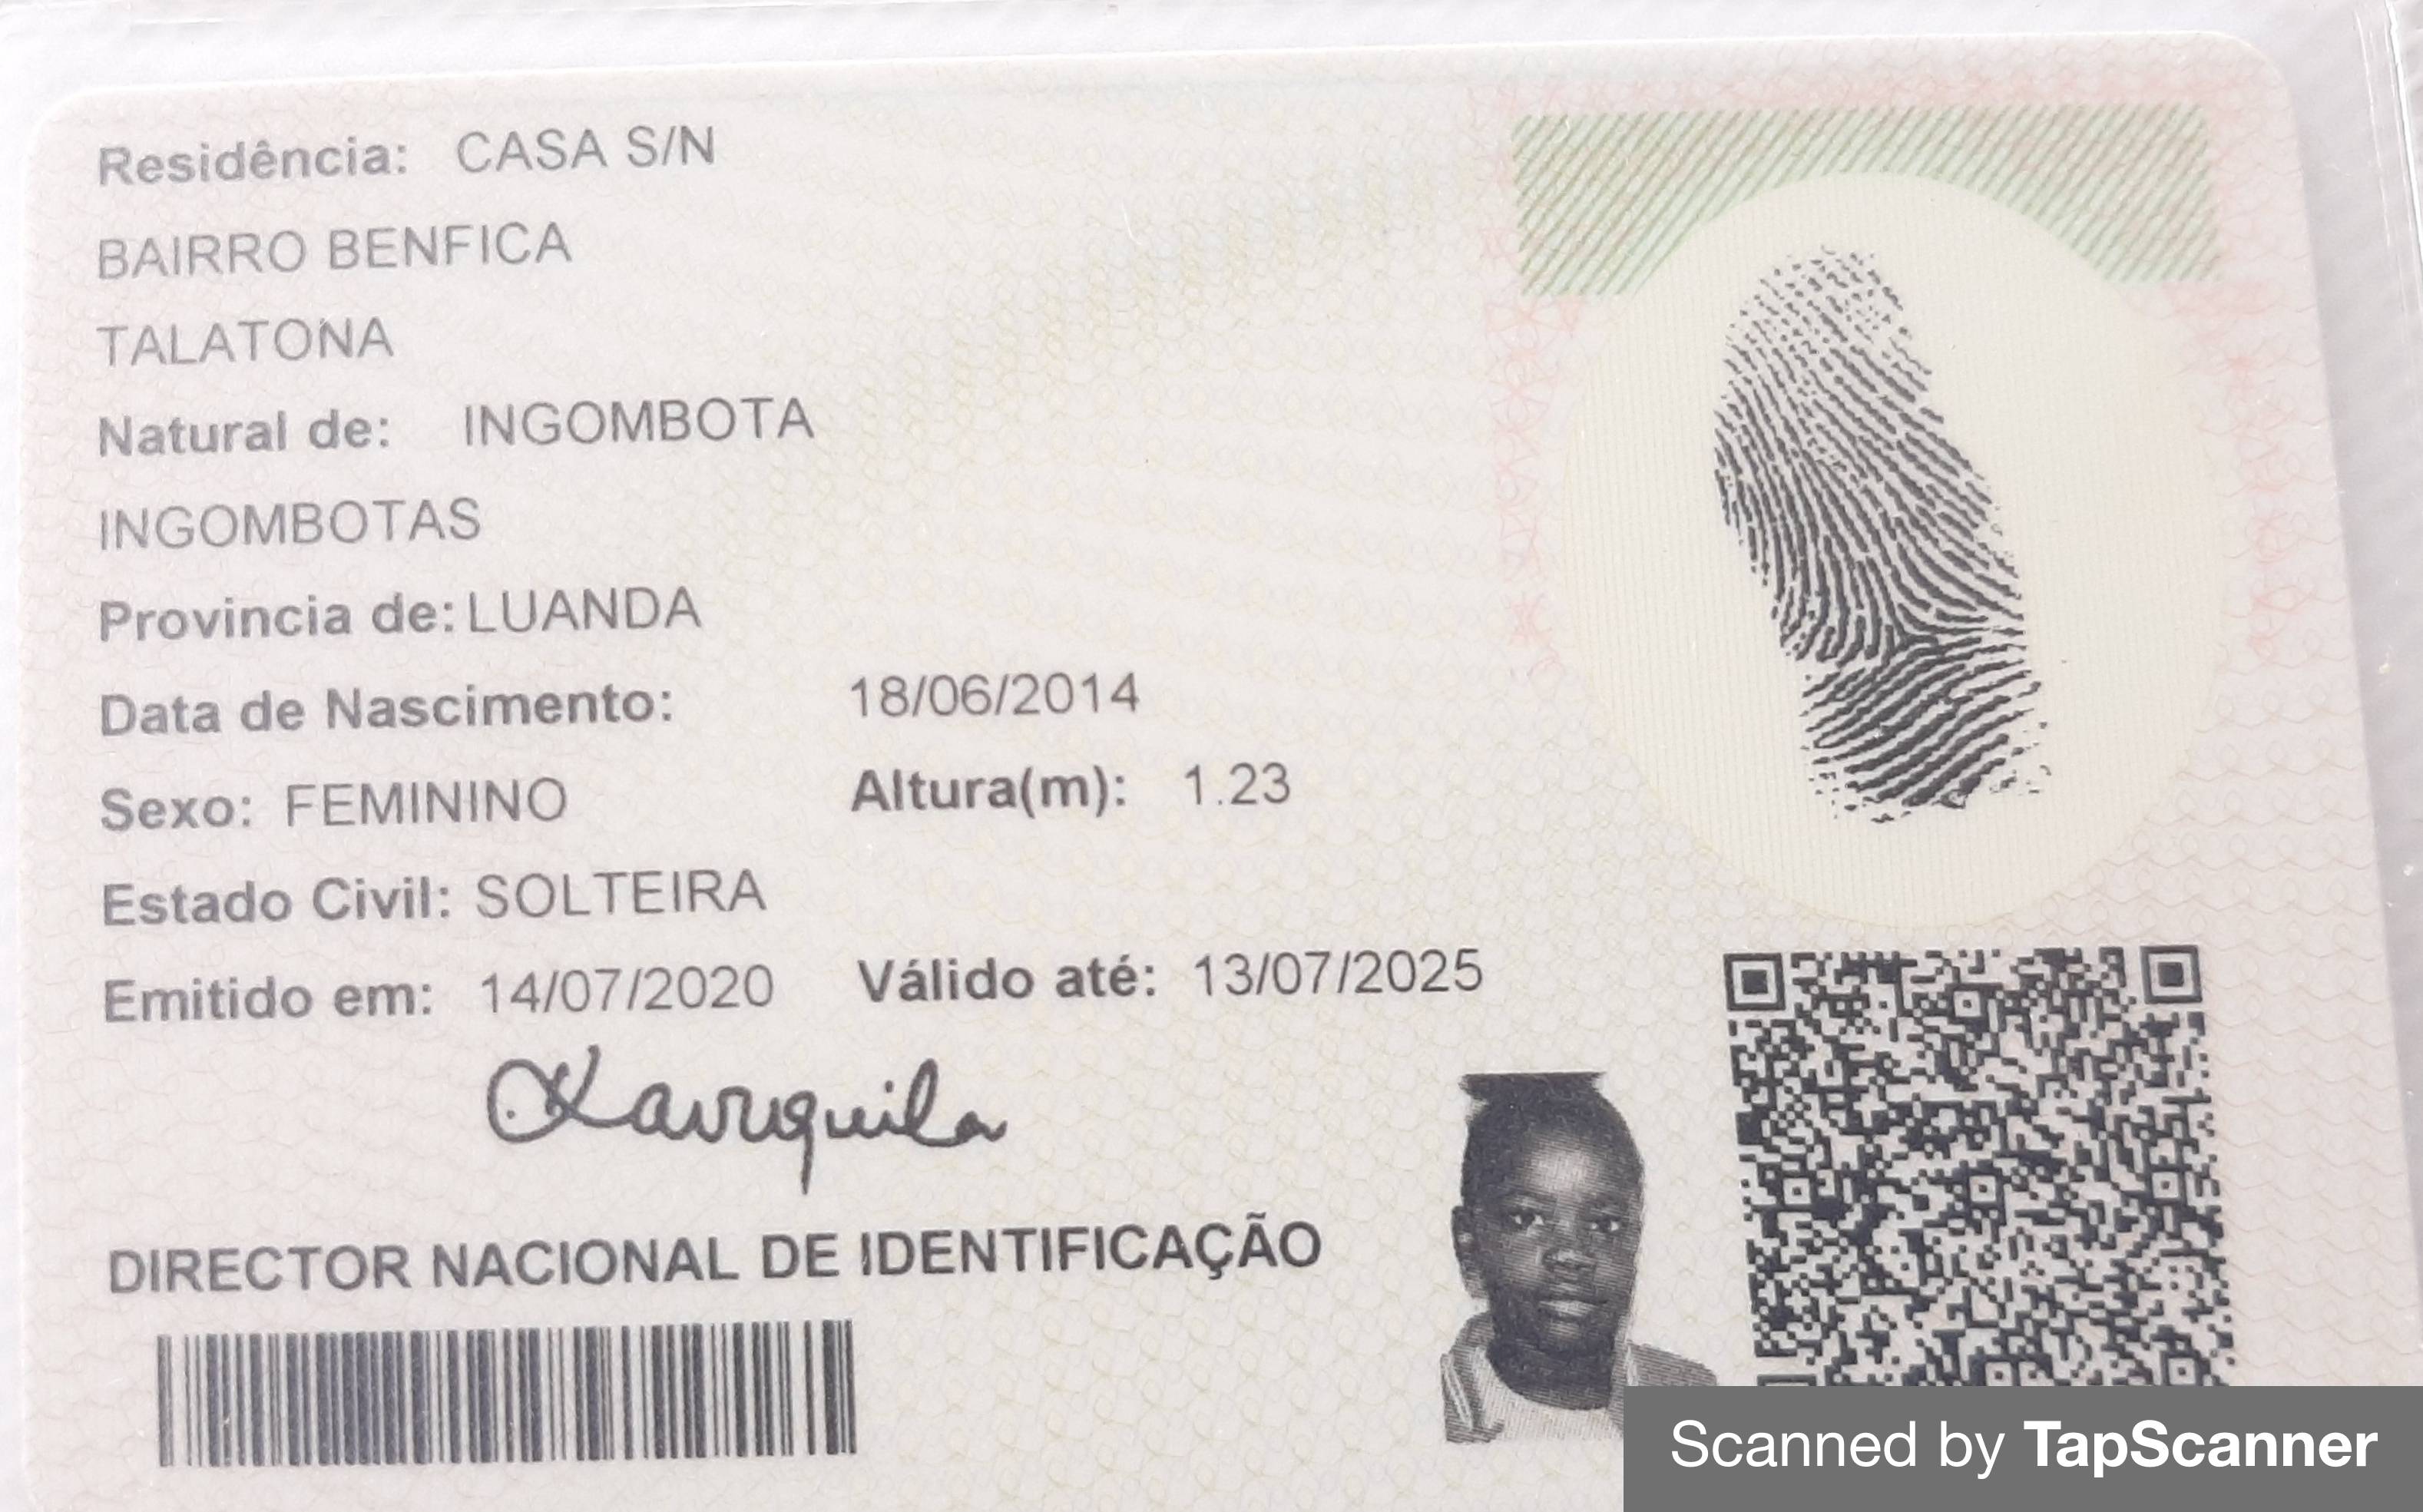 Residência: CASA S/N
BAIRRO BENFICA
TALATONA
Natural de: INGOMBOTA
INGOMBOTAS
Provincia de: LUANDA
Data de Nascimento: 18/06/2014
Sexo: FEMININO Altura(m): 1.23
Estado Civil: SOLTEIRA
Emitido em: 14/07/2020 Válido até: 13/07/2025
DIRECTOR NACIONAL DE IDENTIFICAÇÃO
Scanned by TapScanner